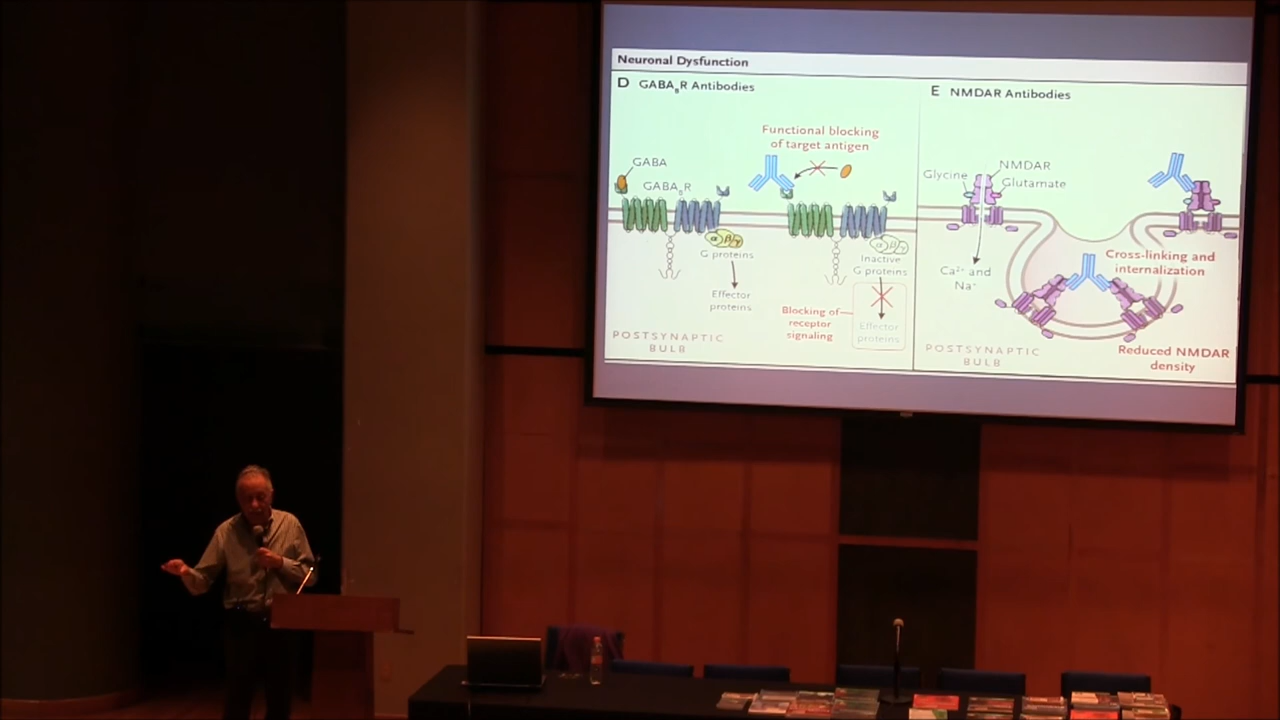 Neuronal Dysfunction
D GABA_BR Antibodies
Functional blocking
of target antigen
GABA
GABA_BR
α β/γ
G proteins
Effector
proteins
α β/γ
Inactive
G proteins
Blocking of
receptor
signaling
Effector
proteins
POSTSYNAPTIC
BULB
E NMDAR Antibodies
NMDAR
Glycine
Glutamate
Ca²⁺ and
Na⁺
Cross-linking and
internalization
Reduced NMDAR
density
POSTSYNAPTIC
BULB